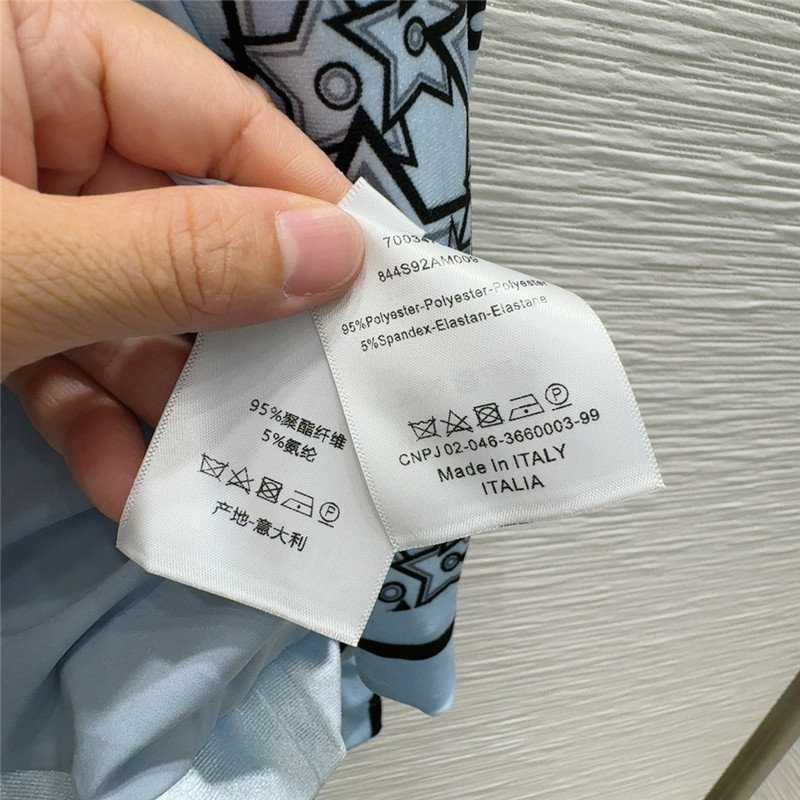 844S92AM00
95%Polyester-Polyester-Polyester
5%Spandex-Elastan-Elastane
CNPJ 02-046-3660003-99
Made In ITALY
ITALIA
95%聚酯纤维
5%氨纶
产地-意大利